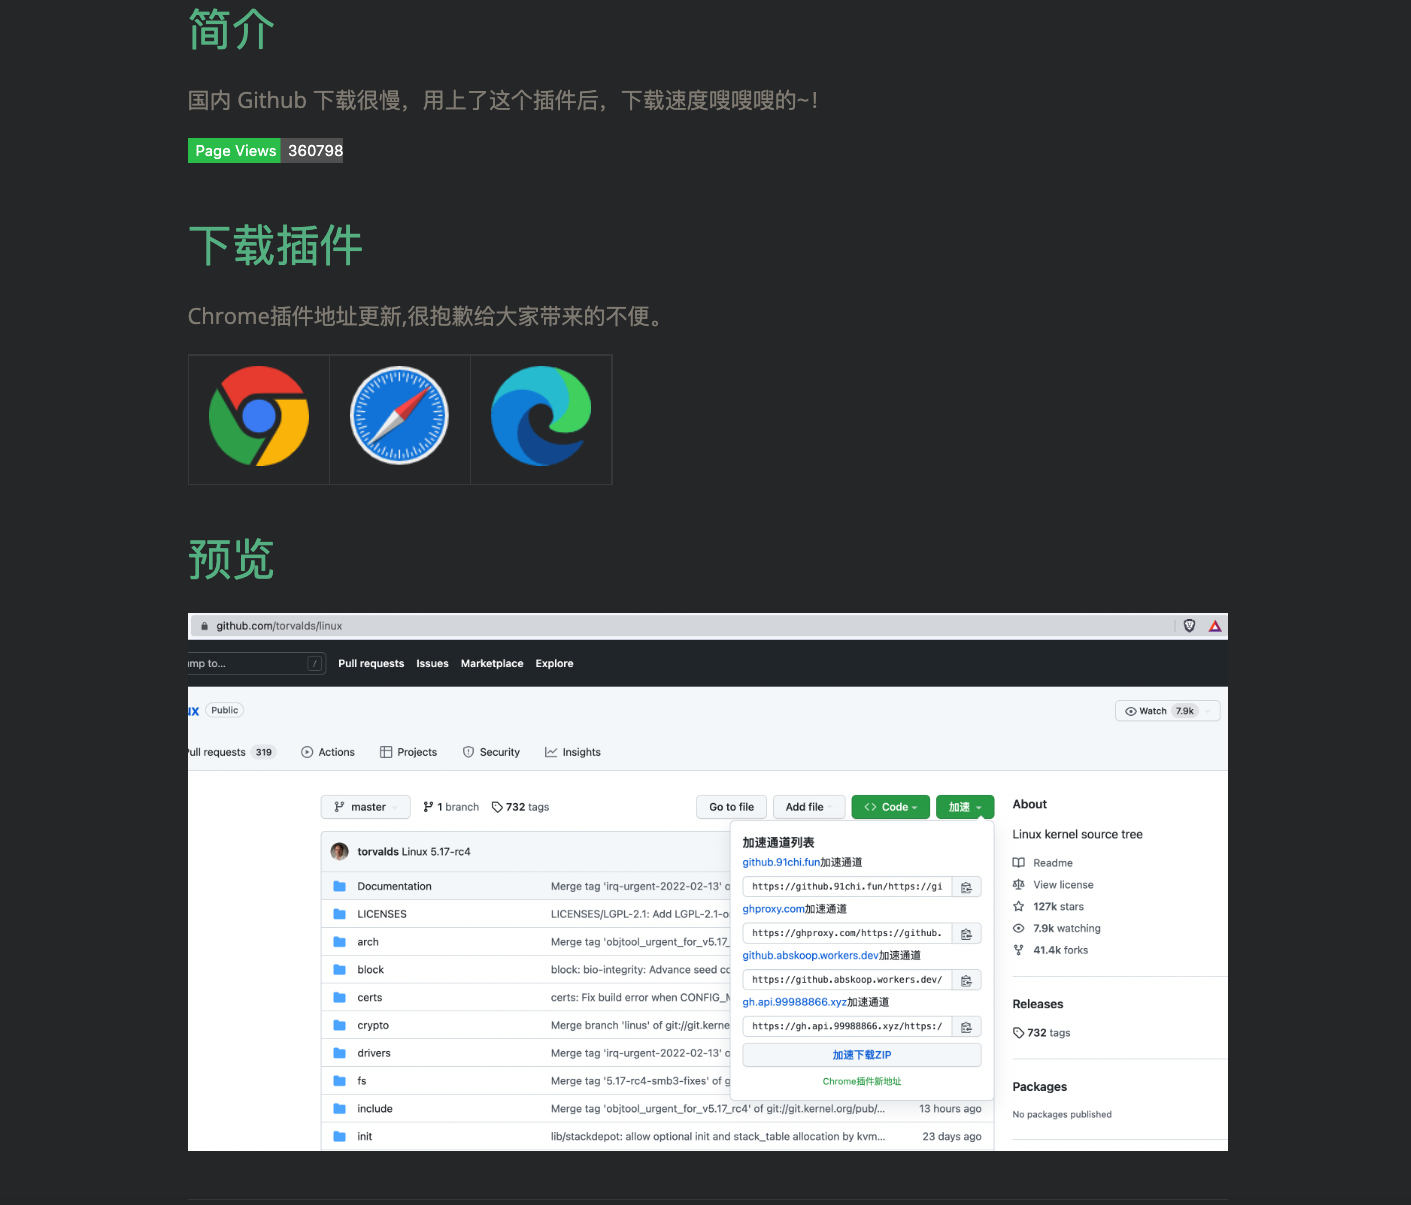 简介
国内 Github 下载很慢，用上了这个插件后，下载速度嗖嗖嗖的~！
Page Views 360798
下载插件
Chrome插件地址更新,很抱歉给大家带来的不便。
预览
github.com/torvalds/linux
ump to... /
Pull requests Issues Marketplace Explore
ux Public
Watch 7.9k
Pull requests 319 Actions Projects Security Insights
master 1 branch 732 tags
Go to file Add file Code 加速
About
Linux kernel source tree
Readme
View license
127k stars
7.9k watching
41.4k forks
Releases
732 tags
Packages
No packages published
加速通道列表
github.91chi.fun加速通道
https://github.91chi.fun/https://gi
ghproxy.com加速通道
https://ghproxy.com/https://github.
github.abskoop.workers.dev加速通道
https://github.abskoop.workers.dev/
gh.api.99988866.xyz加速通道
https://gh.api.99988866.xyz/https:/
加速下载ZIP
Chrome插件新地址
torvalds Linux 5.17-rc4
Documentation Merge tag 'irq-urgent-2022-02-13' o
LICENSES LICENSES/LGPL-2.1: Add LGPL-2.1-o
arch Merge tag 'objtool_urgent_for_v5.17_
block block: bio-integrity: Advance seed co
certs certs: Fix build error when CONFIG_M
crypto Merge branch 'linus' of git://git.kerne
drivers Merge tag 'irq-urgent-2022-02-13' o
fs Merge tag '5.17-rc4-smb3-fixes' of g
include Merge tag 'objtool_urgent_for_v5.17_rc4' of git://git.kernel.org/pub/... 13 hours ago
init lib/stackdepot: allow optional init and stack_table allocation by kvm... 23 days ago